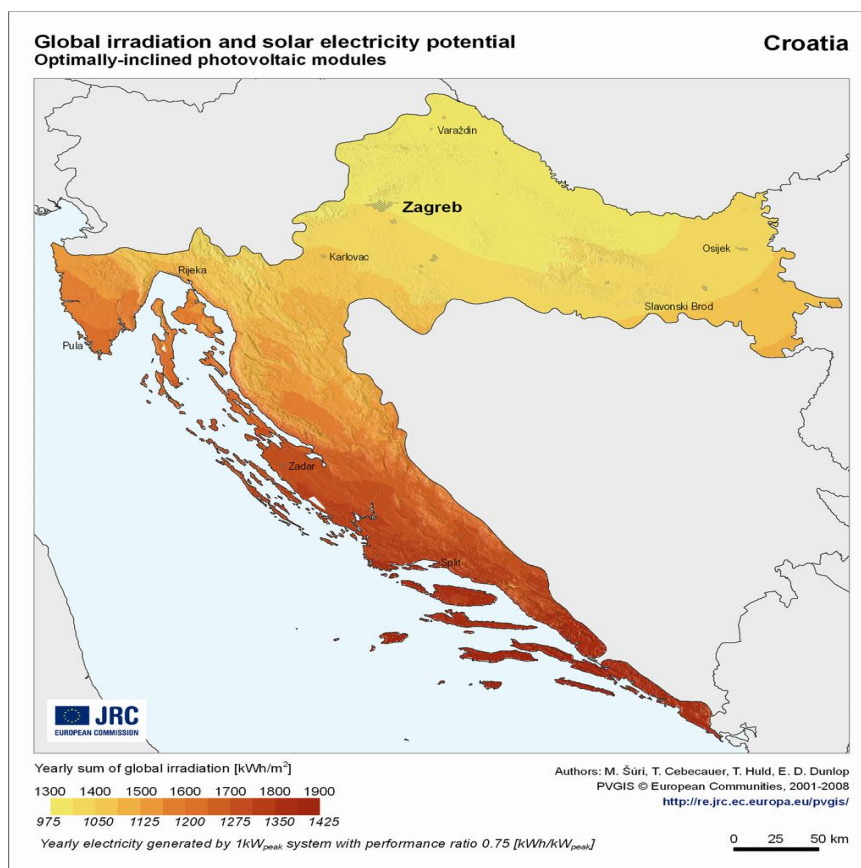 Global irradiation and solar electricity potential
Optimally-inclined photovoltaic modules
Croatia
Varaždin
Zagreb
Osijek
Karlovac
Rijeka
Slavonski Brod
Pula
Zadar
Split
JRC
EUROPEAN COMMISSION
Yearly sum of global irradiation [kWh/m²]
1300 1400 1500 1600 1700 1800 1900
975 1050 1125 1200 1275 1350 1425
Yearly electricity generated by 1kWpeak system with performance ratio 0.75 [kWh/kWpeak]
Authors: M. Šúri, T. Cebecauer, T. Huld, E. D. Dunlop
PVGIS © European Communities, 2001-2008
http://re.jrc.ec.europa.eu/pvgis/
0 25 50 km